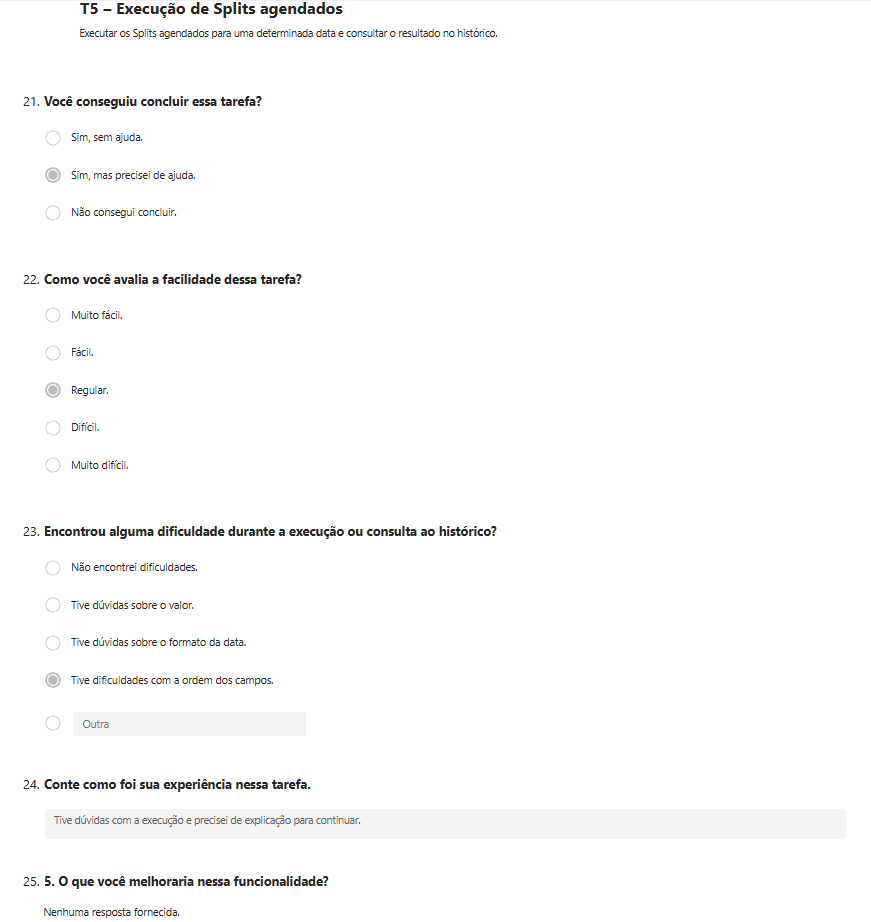 T5 – Execução de Splits agendados
Executar os Splits agendados para uma determinada data e consultar o resultado no histórico.
21. Você conseguiu concluir essa tarefa?
Sim, sem ajuda.
Sim, mas precisei de ajuda.
Não consegui concluir.
22. Como você avalia a facilidade dessa tarefa?
Muito fácil.
Fácil.
Regular.
Difícil.
Muito difícil.
23. Encontrou alguma dificuldade durante a execução ou consulta ao histórico?
Não encontrei dificuldades.
Tive dúvidas sobre o valor.
Tive dúvidas sobre o formato da data.
Tive dificuldades com a ordem dos campos.
Outra
24. Conte como foi sua experiência nessa tarefa.
Tive dúvidas com a execução e precisei de explicação para continuar.
25. 5. O que você melhoraria nessa funcionalidade?
Nenhuma resposta fornecida.